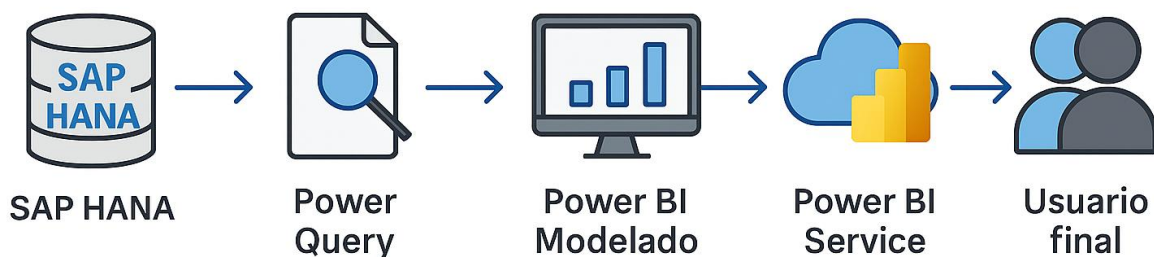 SAP
HANA
SAP HANA
Power
Query
Power BI
Modelado
Power BI
Service
Usuario
final